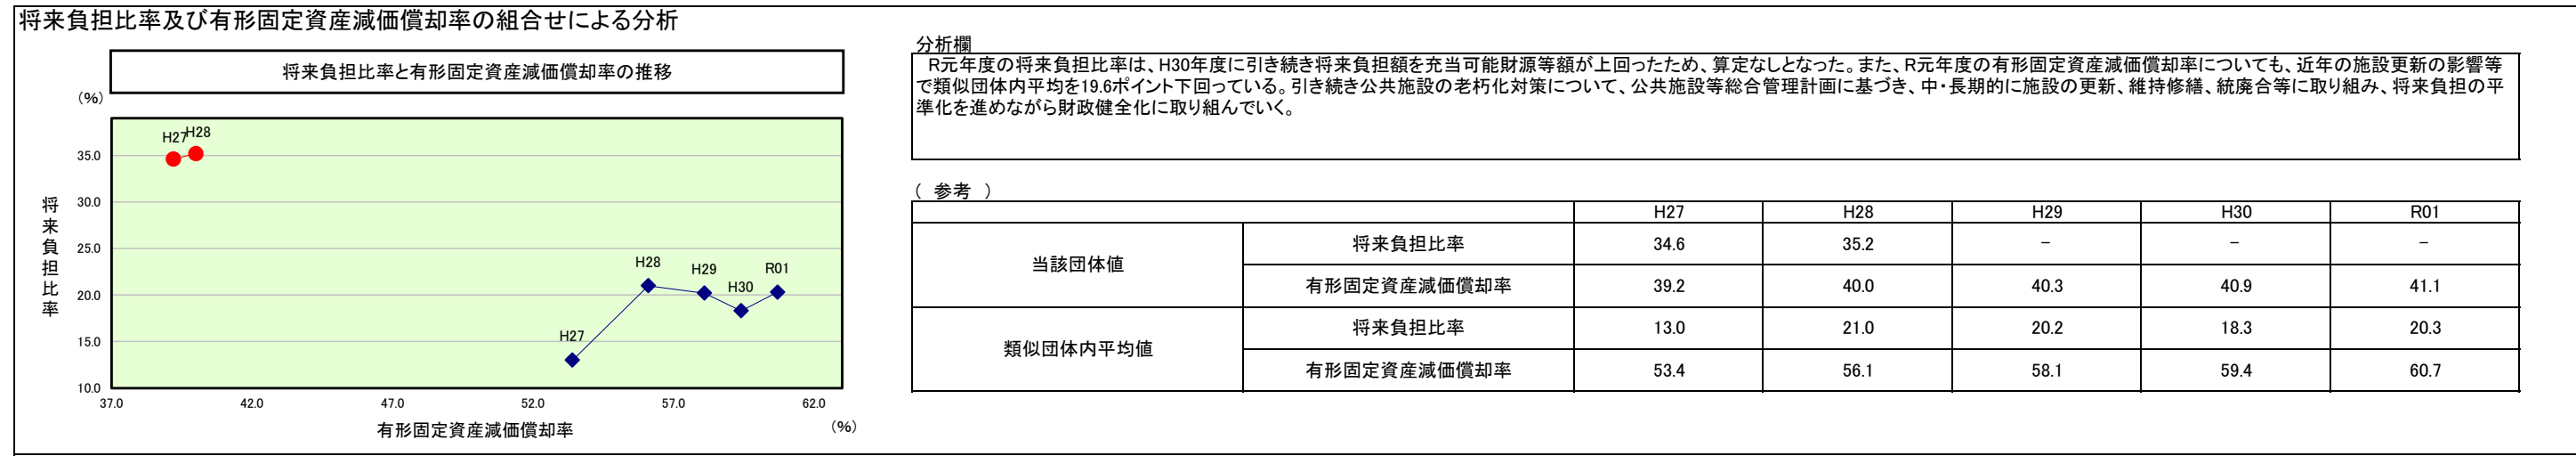 将来負担比率及び有形固定資産減価償却率の組合せによる分析
将来負担比率と有形固定資産減価償却率の推移
(%)
将来負担比率
35.0
30.0
25.0
20.0
15.0
10.0
37.0 42.0 47.0 52.0 57.0 62.0
H27 H28
H27 H28 H29 H30 R01
有形固定資産減価償却率
(%)
分析欄
R元年度の将来負担比率は、H30年度に引き続き将来負担額を充当可能財源等額が上回ったため、算定なしとなった。また、R元年度の有形固定資産減価償却率についても、近年の施設更新の影響等
で類似団体内平均を19.6ポイント下回っている。引き続き公共施設の老朽化対策について、公共施設等総合管理計画に基づき、中・長期的に施設の更新、維持修繕、統廃合等に取り組み、将来負担の平
準化を進めながら財政健全化に取り組んでいく。
（ 参考 ）
H27 H28 H29 H30 R01
当該団体値
将来負担比率 34.6 35.2 － － －
有形固定資産減価償却率 39.2 40.0 40.3 40.9 41.1
類似団体内平均値
将来負担比率 13.0 21.0 20.2 18.3 20.3
有形固定資産減価償却率 53.4 56.1 58.1 59.4 60.7